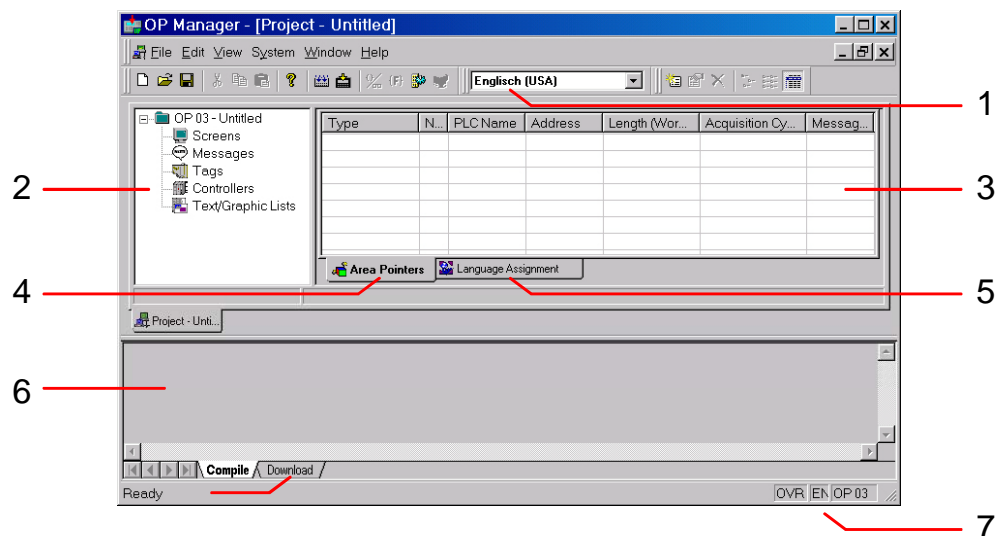 OP Manager - [Project - Untitled]
File Edit View System Window Help
Englisch (USA)
1
OP 03 - Untitled
Screens
Messages
Tags
Controllers
Text/Graphic Lists
2
Type N... PLC Name Address Length (Wor... Acquisition Cy... Messag...
3
Area Pointers Language Assignment
4
5
Project - Unti...
6
Compile Download
Ready OVR EN OP 03
7